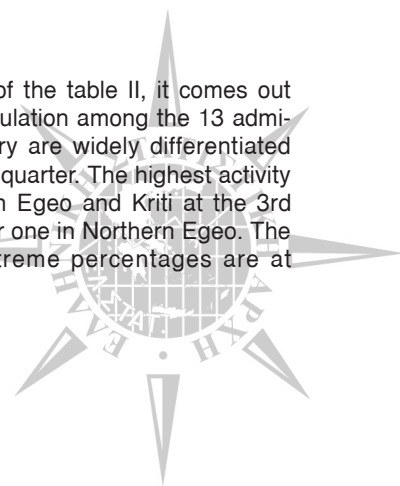 of the table II, it comes out
ulation among the 13 admi-
ry are widely differentiated
quarter. The highest activity
n Egeo and Kriti at the 3rd
r one in Northern Egeo. The
treme percentages are at